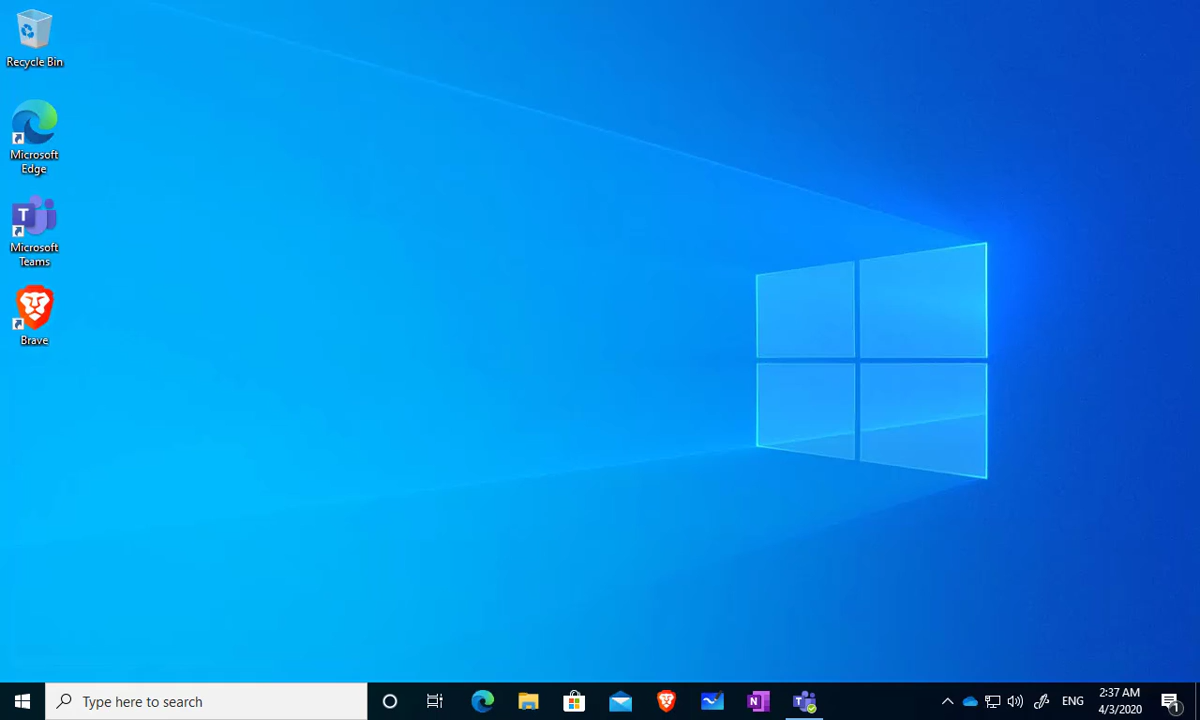 Recycle Bin
Microsoft
Edge
T
Microsoft
Teams
Brave
Type here to search
N
ENG
2:37 AM
4/3/2020
1